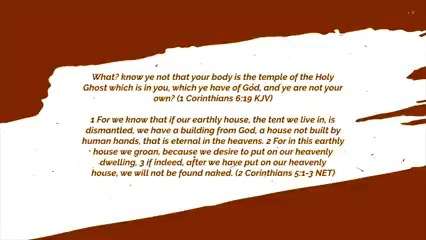 What? know ye not that your body is the temple of the Holy
Ghost which is in you, which ye have of God, and ye are not your
own? (1 Corinthians 6:19 KJV)
1 For we know that if our earthly house, the tent we live in, is
dismantled, we have a building from God, a house not built by
human hands, that is eternal in the heavens. 2 For in this earthly
house we groan, because we desire to put on our heavenly
dwelling, 3 if indeed, after we have put on our heavenly
house, we will not be found naked. (2 Corinthians 5:1-3 NET)